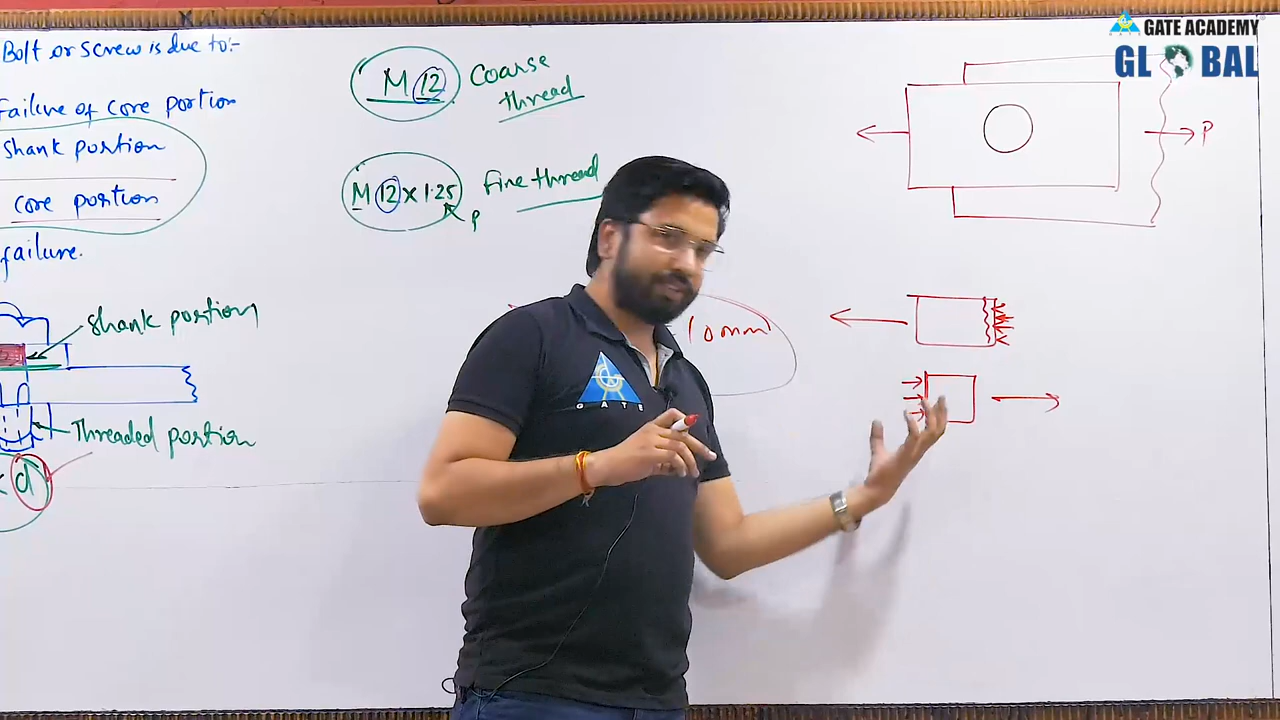 Bolt or screw is due to:-
Failure of core portion
shank portion
core portion
failure.
shank portion
Threaded portion
d
M 12 Coarse
thread
M 12 x 1.25 Fine thread
P
10mm
P
GATE ACADEMY
GLOBAL
GATE